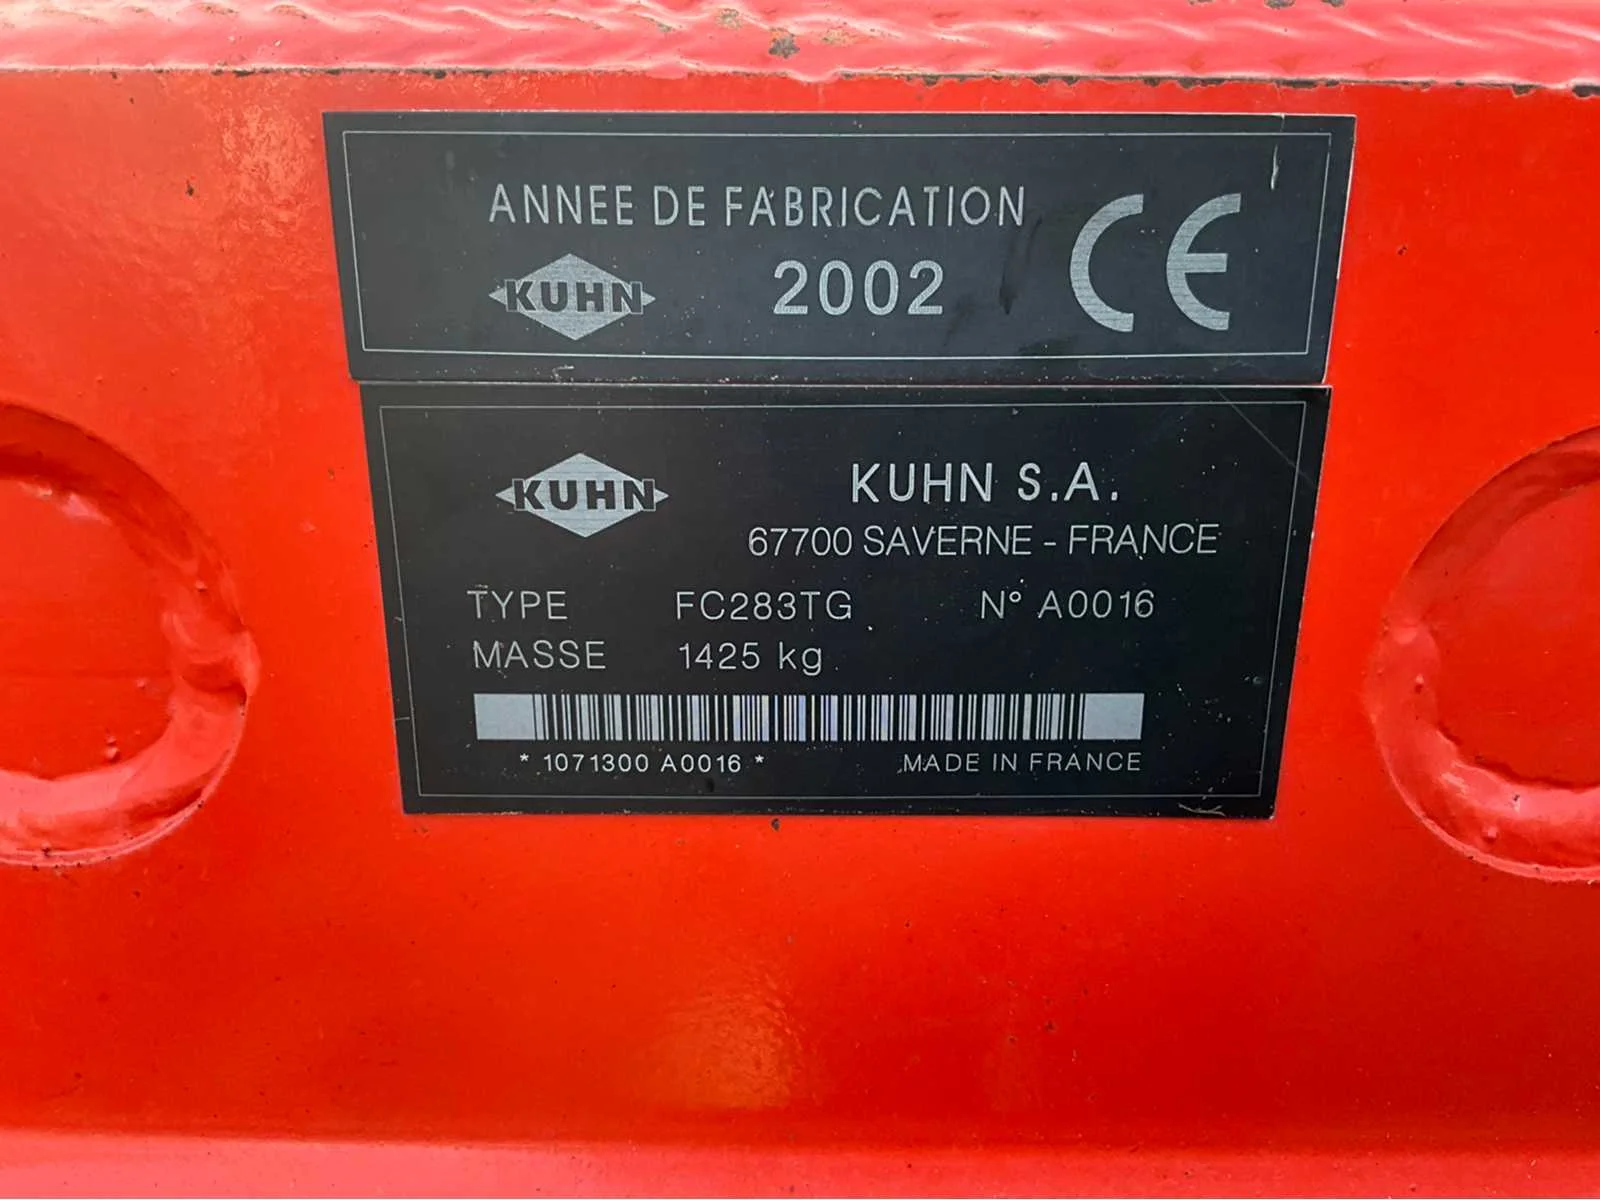 ANNEE DE FABRICATION
KUHN 2002 CE
KUHN
KUHN S.A.
67700 SAVERNE - FRANCE
TYPE FC283TG N° A0016
MASSE 1425 kg
* 1071300 A0016 * MADE IN FRANCE